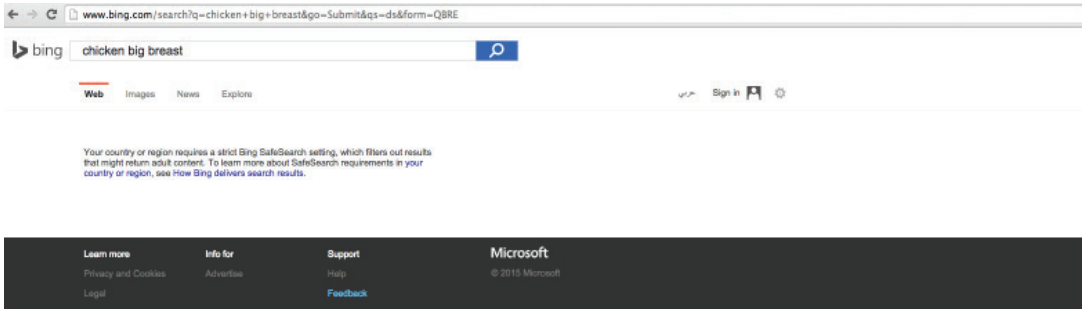 www.bing.com/search?q=chicken+big+breast&go=Submit&qs=ds&form=QBRE
bing chicken big breast
Web Images News Explore عربي Sign in
Your country or region requires a strict Bing SafeSearch setting, which filters out results
that might return adult content. To learn more about SafeSearch requirements in your
country or region, see How Bing delivers search results.
Learn more Info for Support Microsoft
Privacy and Cookies Advertise Help © 2015 Microsoft
Legal Feedback